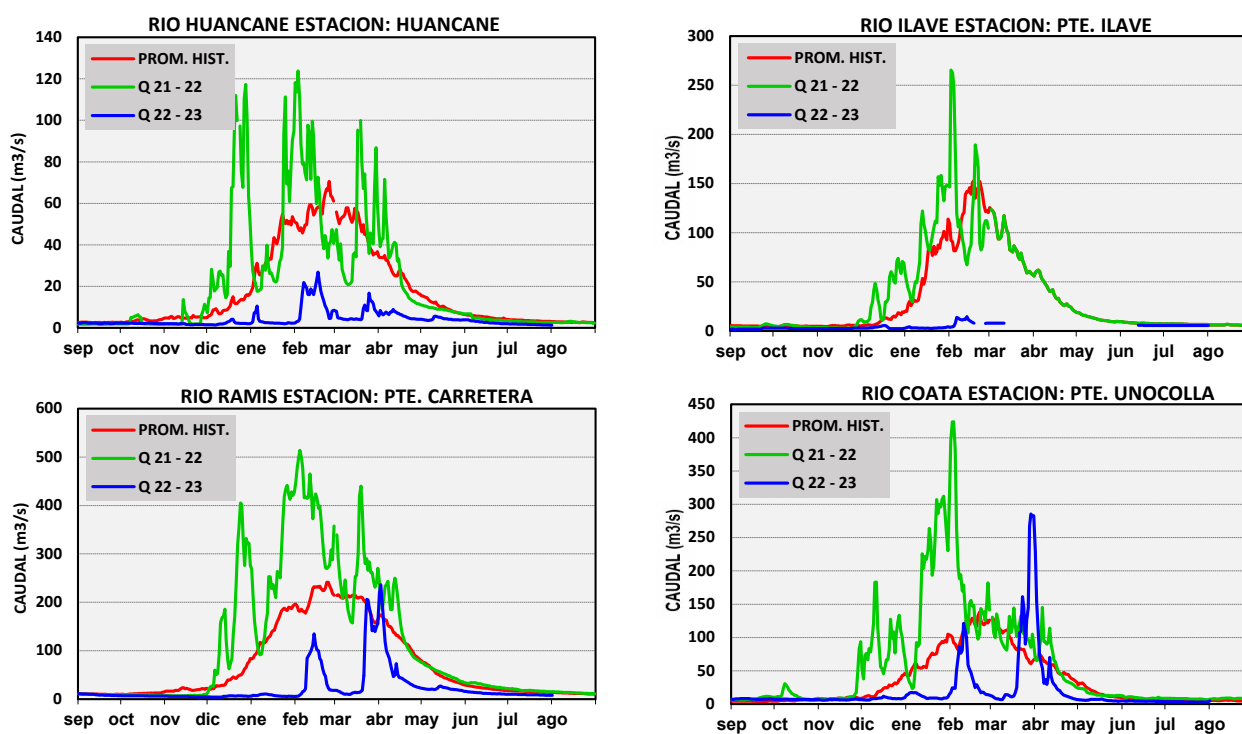 RIO HUANCANE ESTACION: HUANCANE
CAUDAL (m3/s)
140
120
100
80
60
40
20
0
PROM. HIST.
Q 21 - 22
Q 22 - 23
sep oct nov dic ene feb mar abr may jun jul ago
RIO ILAVE ESTACION: PTE. ILAVE
CAUDAL (m3/s)
300
250
200
150
100
50
0
PROM. HIST.
Q 21 - 22
Q 22 - 23
sep oct nov dic ene feb mar abr may jun jul ago
RIO RAMIS ESTACION: PTE. CARRETERA
CAUDAL (m3/s)
600
500
400
300
200
100
0
PROM. HIST.
Q 21 - 22
Q 22 - 23
sep oct nov dic ene feb mar abr may jun jul ago
RIO COATA ESTACION: PTE. UNOCOLLA
CAUDAL (m3/s)
450
400
350
300
250
200
150
100
50
0
PROM. HIST.
Q 21 - 22
Q 22 - 23
sep oct nov dic ene feb mar abr may jun jul ago